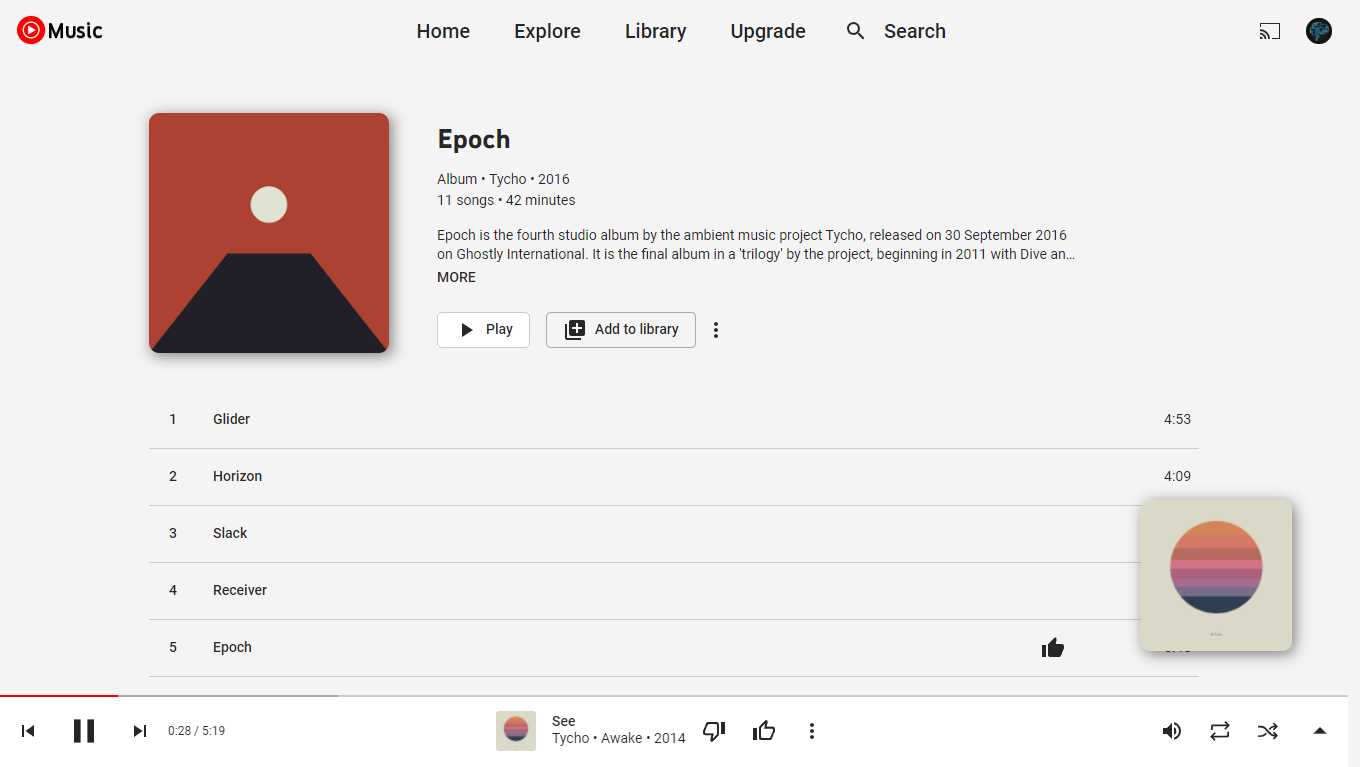 Music
Home Explore Library Upgrade Search
Epoch
Album • Tycho • 2016
11 songs • 42 minutes
Epoch is the fourth studio album by the ambient music project Tycho, released on 30 September 2016
on Ghostly International. It is the final album in a 'trilogy' by the project, beginning in 2011 with Dive an...
MORE
Play Add to library
1 Glider 4:53
2 Horizon 4:09
3 Slack
4 Receiver
5 Epoch
0:28 / 5:19
See
Tycho • Awake • 2014